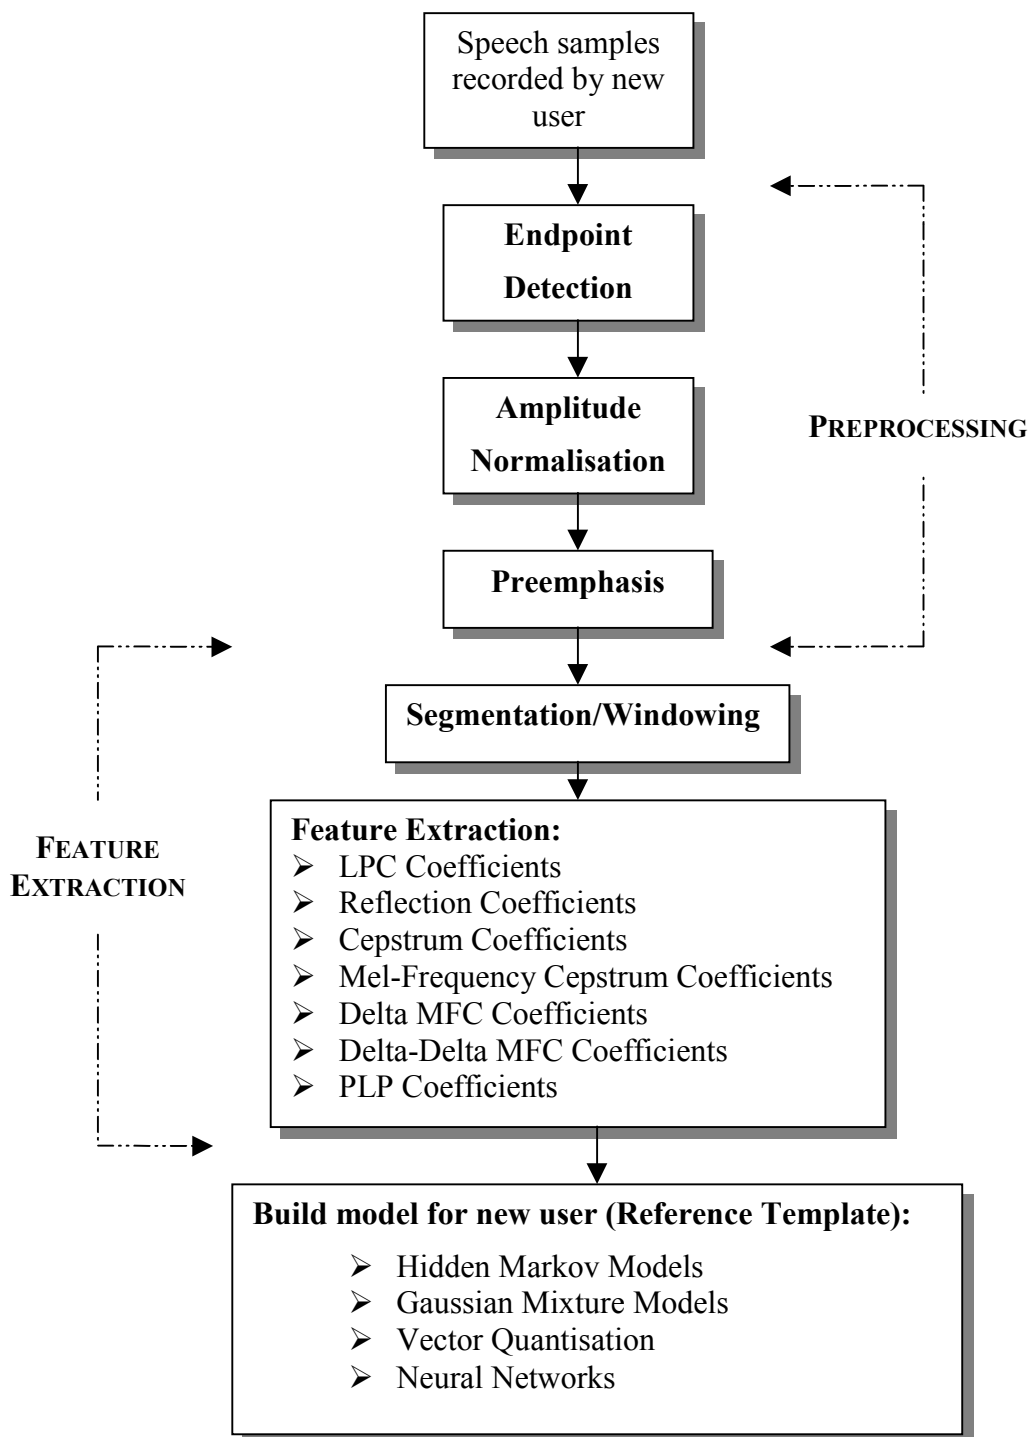 Speech samples
recorded by new
user
Endpoint
Detection
Amplitude
Normalisation
PREPROCESSING
Preemphasis
Segmentation/Windowing
FEATURE
EXTRACTION
Feature Extraction:
➢ LPC Coefficients
➢ Reflection Coefficients
➢ Cepstrum Coefficients
➢ Mel-Frequency Cepstrum Coefficients
➢ Delta MFC Coefficients
➢ Delta-Delta MFC Coefficients
➢ PLP Coefficients
Build model for new user (Reference Template):
➢ Hidden Markov Models
➢ Gaussian Mixture Models
➢ Vector Quantisation
➢ Neural Networks